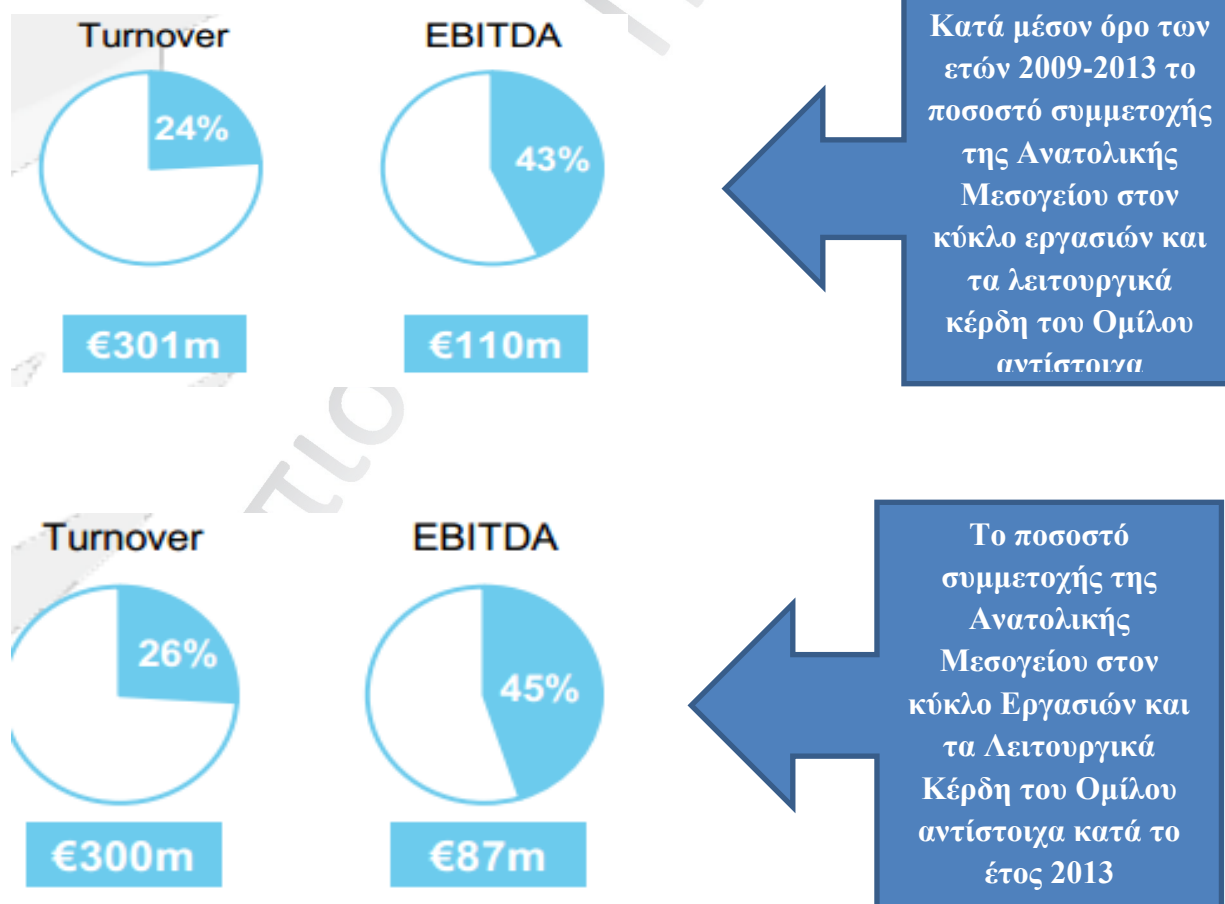 Turnover
EBITDA
24%
43%
€301m
€110m
Κατά μέσον όρο των
ετών 2009-2013 το
ποσοστό συμμετοχής
της Ανατολικής
Μεσογείου στον
κύκλο εργασιών και
τα λειτουργικά
κέρδη του Ομίλου
αντίστοιχα
Turnover
EBITDA
26%
45%
€300m
€87m
Το ποσοστό
συμμετοχής της
Ανατολικής
Μεσογείου στον
κύκλο Εργασιών και
τα Λειτουργικά
Κέρδη του Ομίλου
αντίστοιχα κατά το
έτος 2013